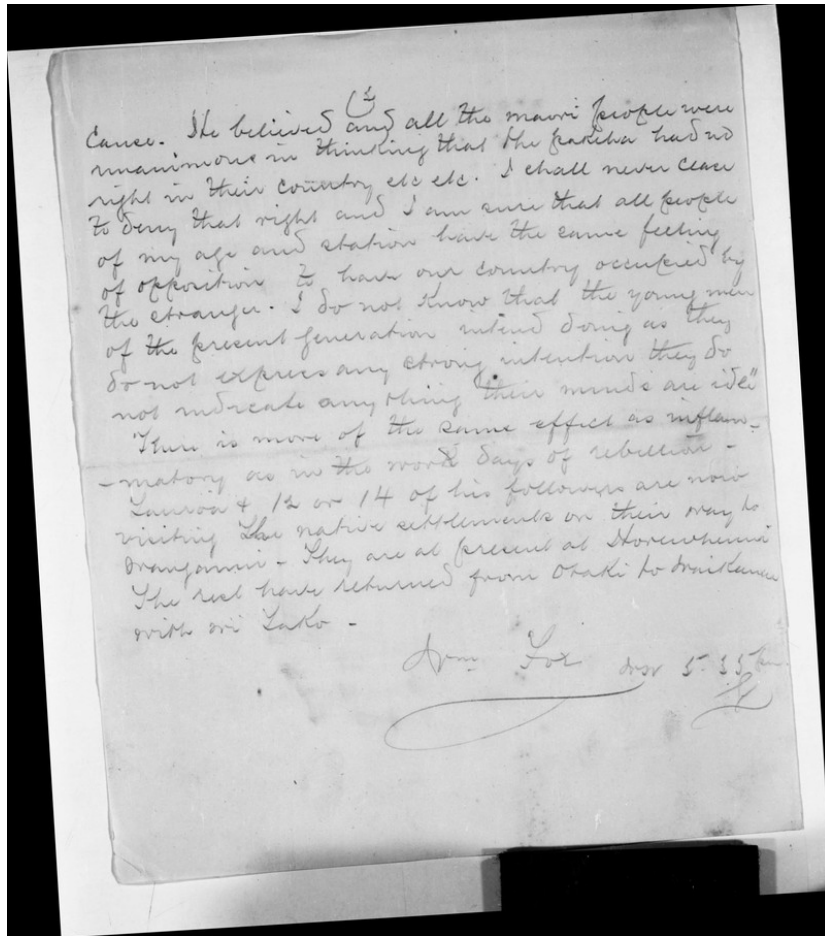 Cause. He believed and all the maori people were
unanimous in thinking that the pakeha had no
right in their country etc etc. I shall never cease
to deny that right and I am sure that all people
of my age and station have the same feeling
of opposition to have our country occupied by
the stranger. I do not know that the young men
of the present generation intend doing as they
do not express any strong intention they do
not indicate anything their minds are idle"
There is more of the same effect as inflam-
-matory as in the worst days of rebellion -
& 12 or 14 of his followers are now
visiting the native settlements on their way to
Wanganui - They are at present at Horowhenua
The rest have returned from Otaki to Waikanae
with Wi Tako -
Wm Fox 5.35 pm